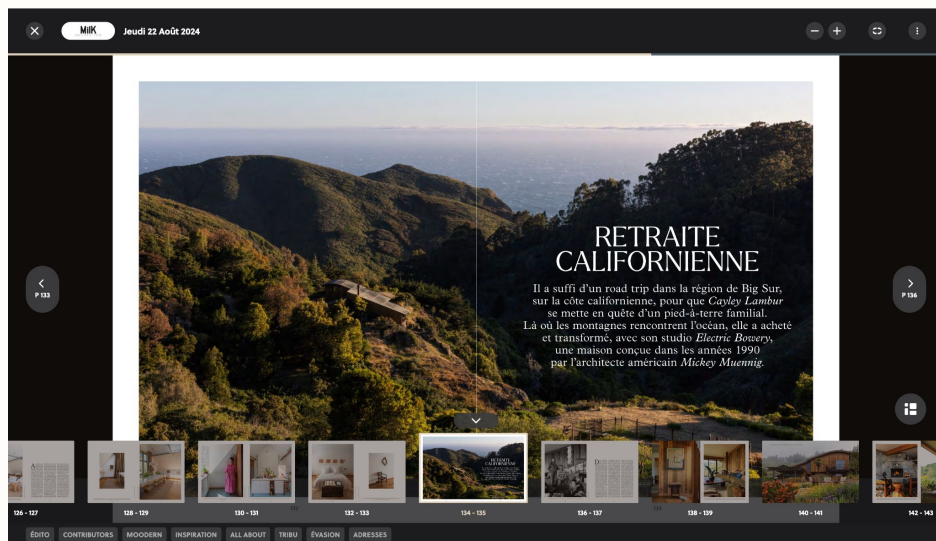 MilK
Jeudi 22 Août 2024
RETRAITE
CALIFORNIENNE
Il a suffi d'un road trip dans la région de Big Sur,
sur la côte californienne, pour que Cayley Lambur
se mette en quête d'un pied-à-terre familial.
Là où les montagnes rencontrent l'océan, elle a acheté
et transformé, avec son studio Electric Bowery,
une maison conçue dans les années 1990
par l'architecte américain Mickey Muennig.
P 133
P 136
126 - 127
128 - 129
130 - 131
132 - 133
134 - 135
136 - 137
138 - 139
140 - 141
142 - 143
ÉDITO
CONTRIBUTORS
MOODERN
INSPIRATION
ALL ABOUT
TRIBU
ÉVASION
ADRESSES